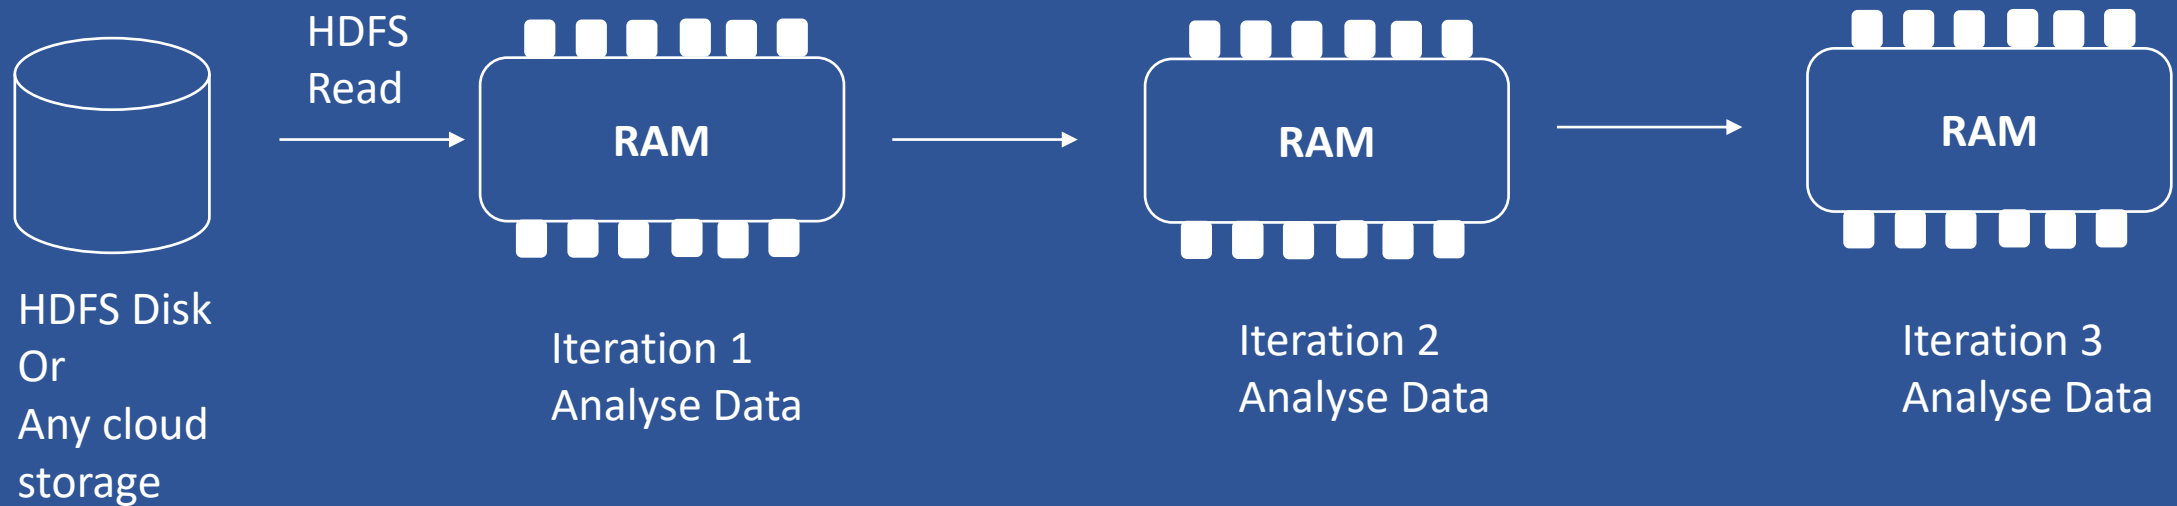 HDFS
Read
RAM
RAM
RAM
HDFS Disk
Or
Any cloud
storage
Iteration 1
Analyse Data
Iteration 2
Analyse Data
Iteration 3
Analyse Data